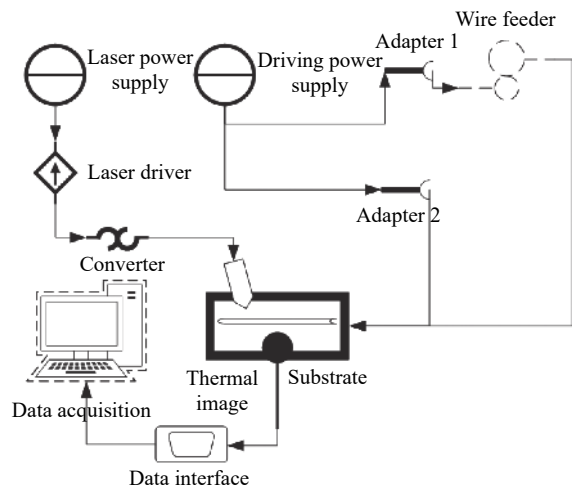 Laser power
supply
Driving power
supply
Adapter 1
Wire feeder
Laser driver
Adapter 2
Converter
Thermal
image
Substrate
Data acquisition
Data interface